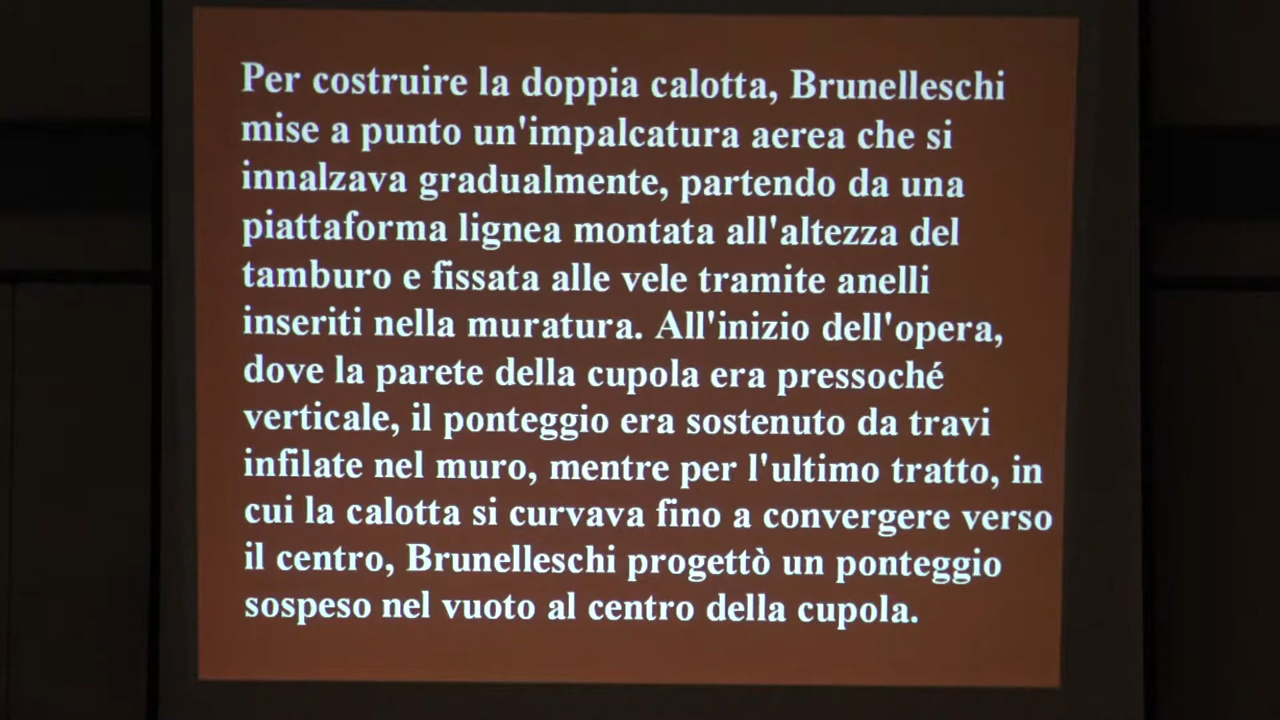 Per costruire la doppia calotta, Brunelleschi
mise a punto un'impalcatura aerea che si
innalzava gradualmente, partendo da una
piattaforma lignea montata all'altezza del
tamburo e fissata alle vele tramite anelli
inseriti nella muratura. All'inizio dell'opera,
dove la parete della cupola era pressoché
verticale, il ponteggio era sostenuto da travi
infilate nel muro, mentre per l'ultimo tratto, in
cui la calotta si curvava fino a convergere verso
il centro, Brunelleschi progettò un ponteggio
sospeso nel vuoto al centro della cupola.